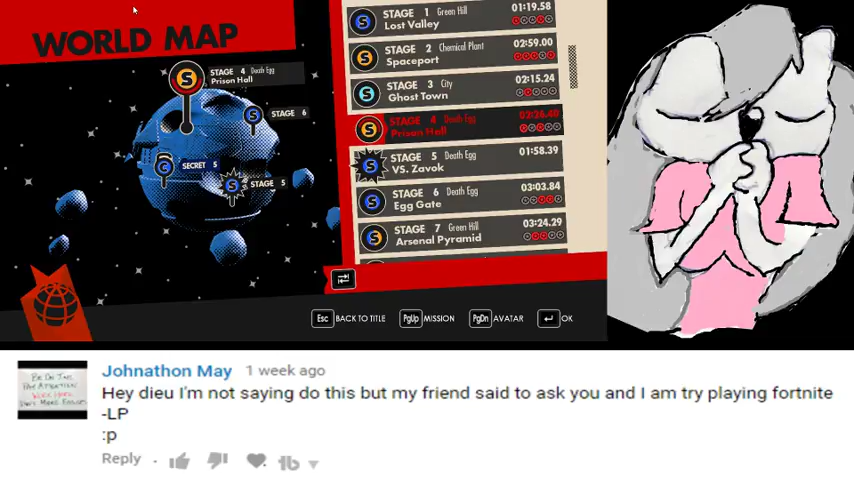 WORLD MAP
STAGE 4 Death Egg
Prison Hall
STAGE 6
SECRET 5
STAGE 5
STAGE 1 Green Hill 01:19.58
Lost Valley
STAGE 2 Chemical Plant 02:59.00
Spaceport
STAGE 3 City 02:15.24
Ghost Town
STAGE 4 Death Egg 02:26.40
Prison Hall
STAGE 5 Death Egg 01:58.39
VS. Zavok
STAGE 6 Death Egg 03:03.84
Egg Gate
STAGE 7 Green Hill 03:24.29
Arsenal Pyramid
Esc BACK TO TITLE PgUp MISSION PgDn AVATAR OK
Johnathon May 1 week ago
Hey dieu I'm not saying do this but my friend said to ask you and I am try playing fortnite
-LP
:p
Reply